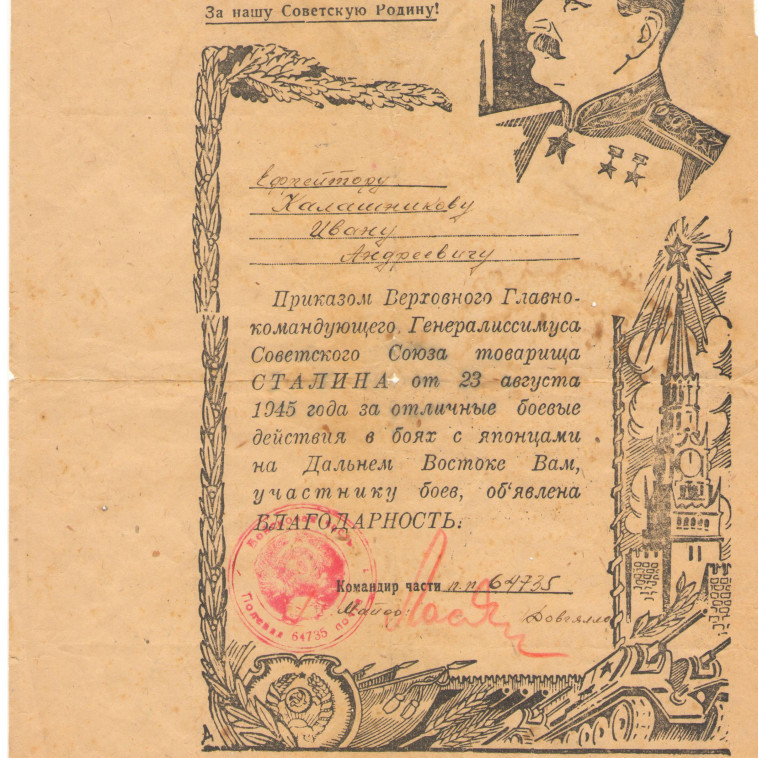 За нашу Советскую Родину!
Ефрейтору
Калашникову
Ивану
Андреевичу
Приказом Верховного Главно-
командующего Генералиссимуса
Советского Союза товарища
СТАЛИНА от 23 августа
1945 года за отличные боевые
действия в боях с японцами
на Дальнем Востоке Вам,
участнику боев, об'явлена
БЛАГОДАРНОСТЬ.
Командир части п.п. 64735
Майор: Довгялло
Полевая 64735